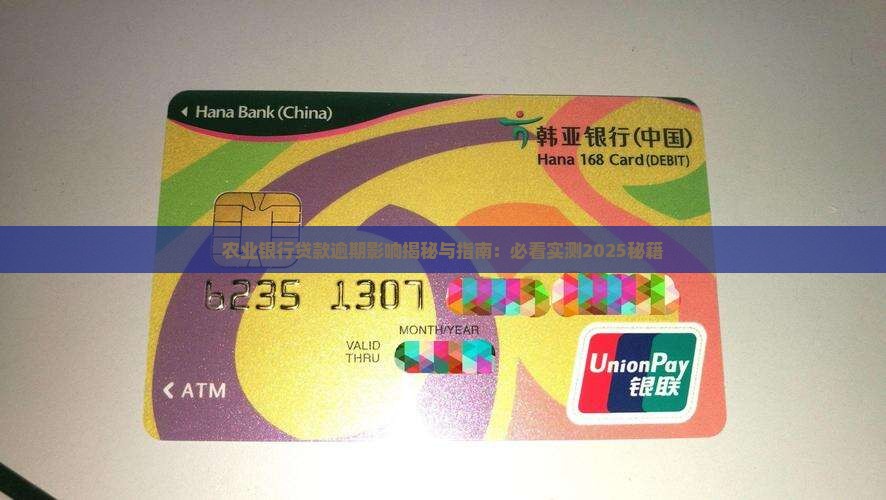 Hana Bank (China)
韩亚银行(中国)
Hana 168 Card(DEBIT)
农业银行贷款逾期影响揭秘与指南：必看实测2025秘籍
6235 1307
MONTH/YEAR
VALID
THRU
ATM
UnionPay
银联